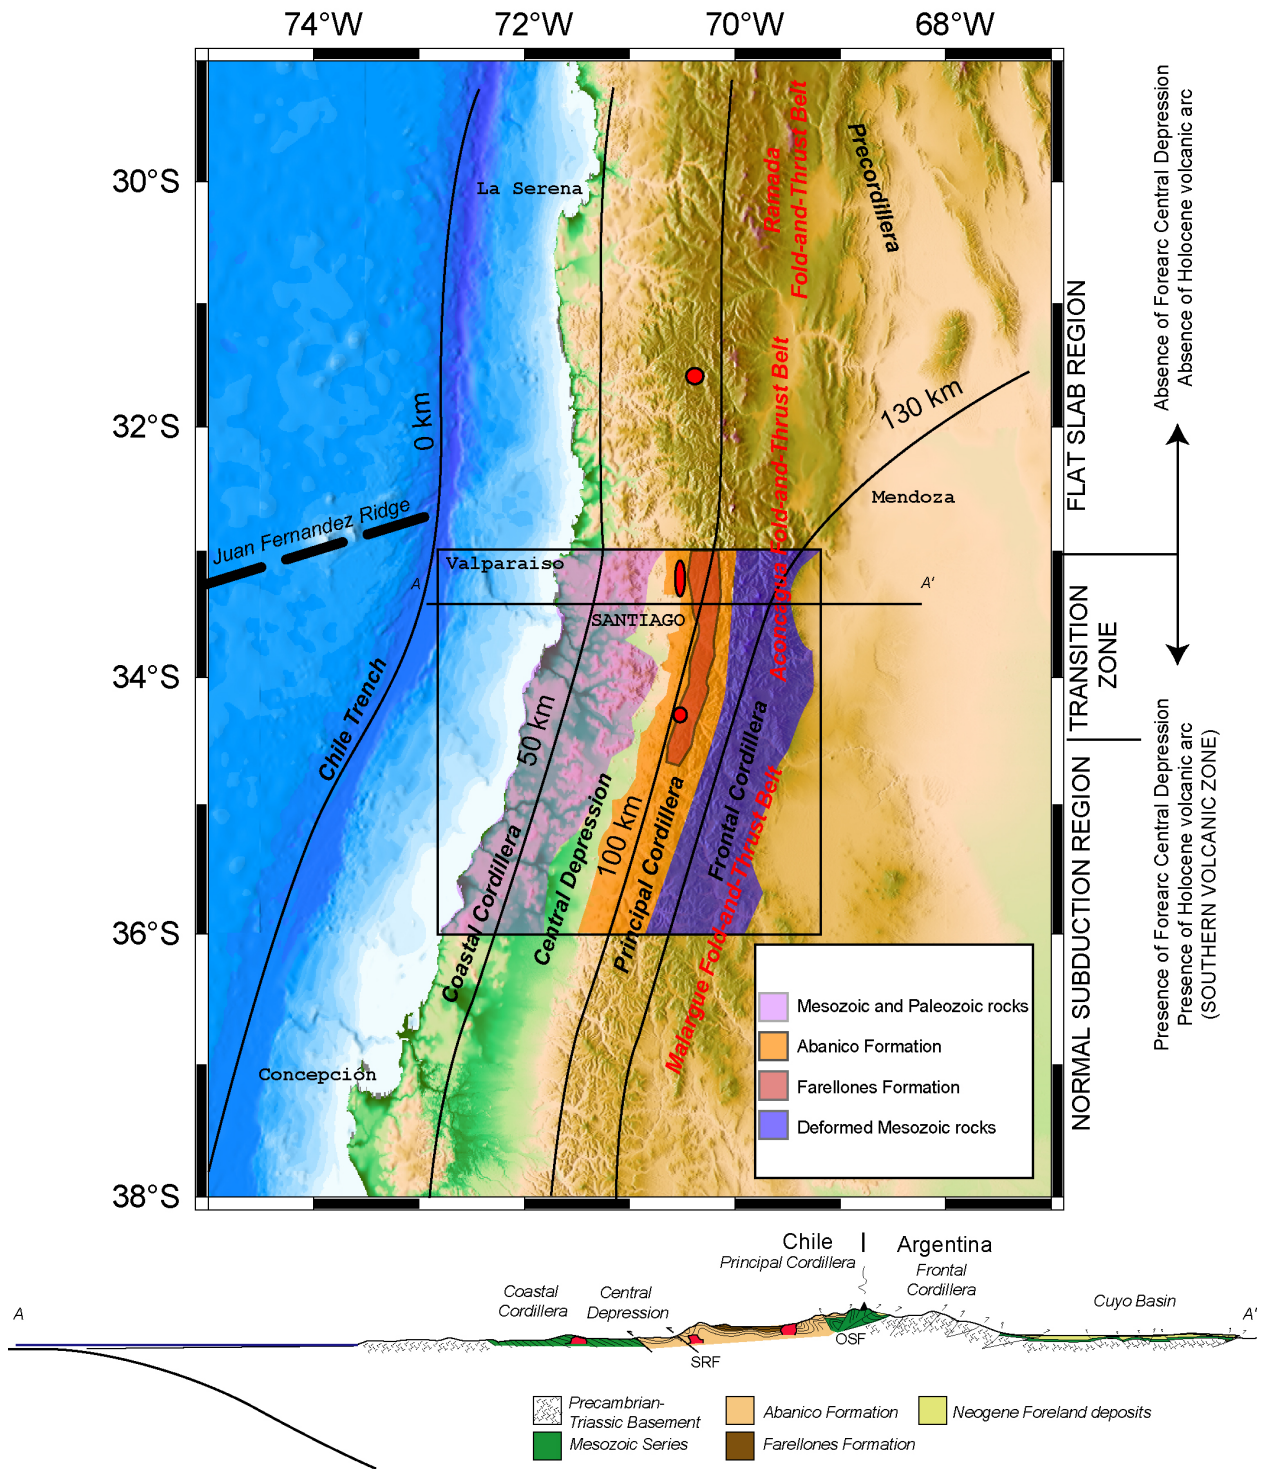 74°W
72°W
70°W
68°W
30°S
32°S
34°S
36°S
38°S
La Serena
Ramada
Fold-and-Thrust Belt
Precordillera
0 km
Aconcagua Fold-and-Thrust Belt
130 km
Mendoza
Juan Fernandez Ridge
Valparaiso
A
A'
SANTIAGO
Chile Trench
50 km
100 km
Coastal Cordillera
Central Depression
Principal Cordillera
Frontal Cordillera
Malargue Fold-and-Thrust Belt
Concepción
Mesozoic and Paleozoic rocks
Abanico Formation
Farellones Formation
Deformed Mesozoic rocks
FLAT SLAB REGION
TRANSITION
ZONE
NORMAL SUBDUCTION REGION
Absence of Forearc Central Depression
Absence of Holocene volcanic arc
Presence of Forearc Central Depression
Presence of Holocene volcanic arc
(SOUTHERN VOLCANIC ZONE)
Chile
Argentina
Principal Cordillera
Frontal
Cordillera
Coastal
Cordillera
Central
Depression
Cuyo Basin
A
A'
SRF
OSF
Precambrian-
Triassic Basement
Mesozoic Series
Abanico Formation
Farellones Formation
Neogene Foreland deposits